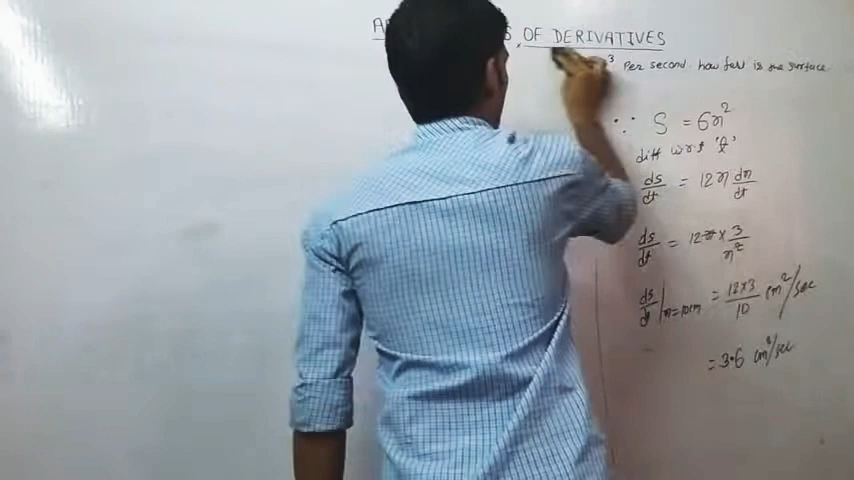 OF DERIVATIVES
³ per second. how fast is the surface
∵ S = 6x²
diff w.r.t 't'
ds/dt = 12x dx/dt
ds/dt = 12x × 3/x²
ds/dt | x=10cm = 12×3/10 cm²/sec
= 3.6 cm²/sec